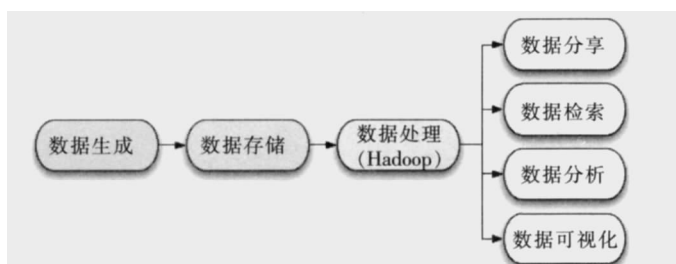 数据生成
数据存储
数据处理
(Hadoop)
数据分享
数据检索
数据分析
数据可视化